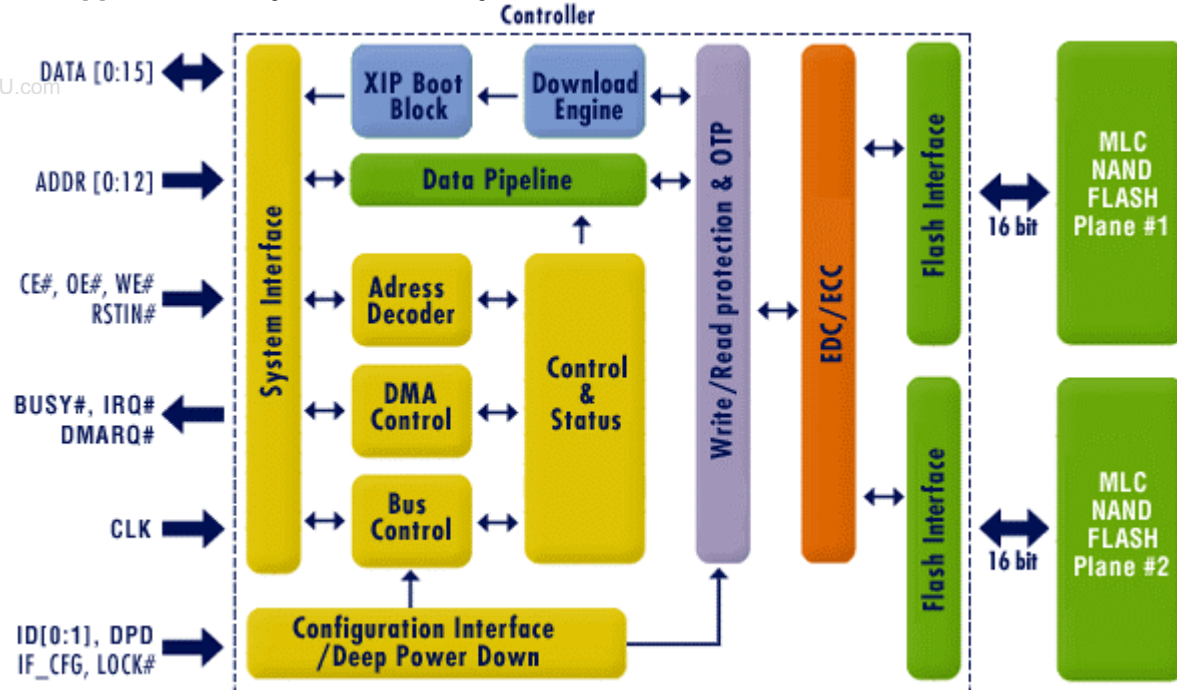 Controller
DATA [0:15]
U.com
ADDR [0:12]
CE#, OE#, WE#
RSTIN#
BUSY#, IRQ#
DMARQ#
CLK
ID[0:1], DPD
IF_CFG, LOCK#
System Interface
XIP Boot
Block
Download
Engine
Data Pipeline
Adress
Decoder
DMA
Control
Bus
Control
Control
&
Status
Configuration Interface
/Deep Power Down
Write/Read protection & OTP
EDC/ECC
Flash Interface
Flash Interface
16 bit
16 bit
MLC
NAND
FLASH
Plane #1
MLC
NAND
FLASH
Plane #2